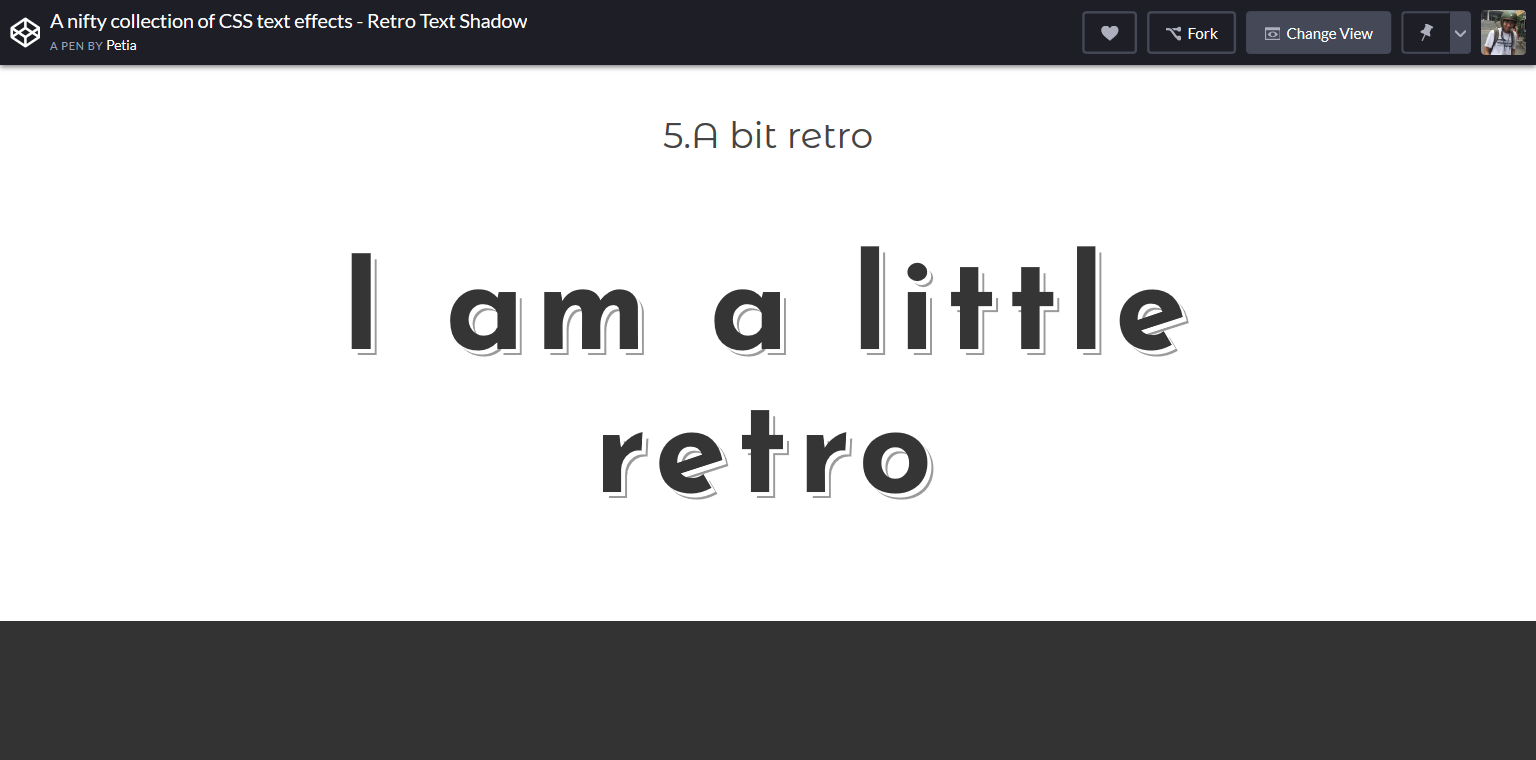 A nifty collection of CSS text effects - Retro Text Shadow
A PEN BY Petia
Fork
Change View
5.A bit retro
I am a little
retro